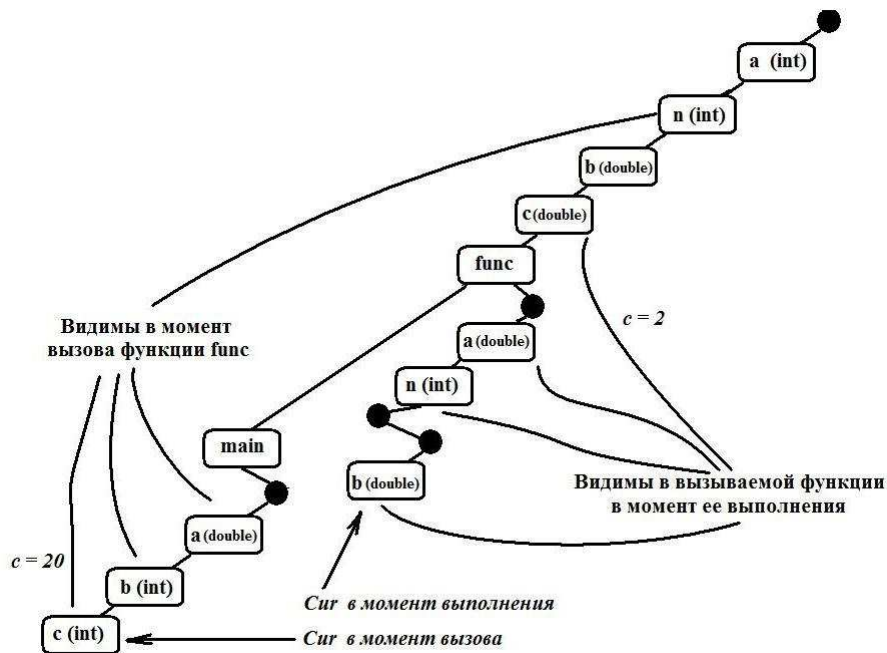 a (int)
n (int)
b (double)
c (double)
func
c = 2
Видимы в момент
вызова функции func
a (double)
n (int)
main
b (double)
Видимы в вызываемой функции
в момент ее выполнения
a (double)
c = 20
b (int)
Cur в момент выполнения
c (int)
Cur в момент вызова